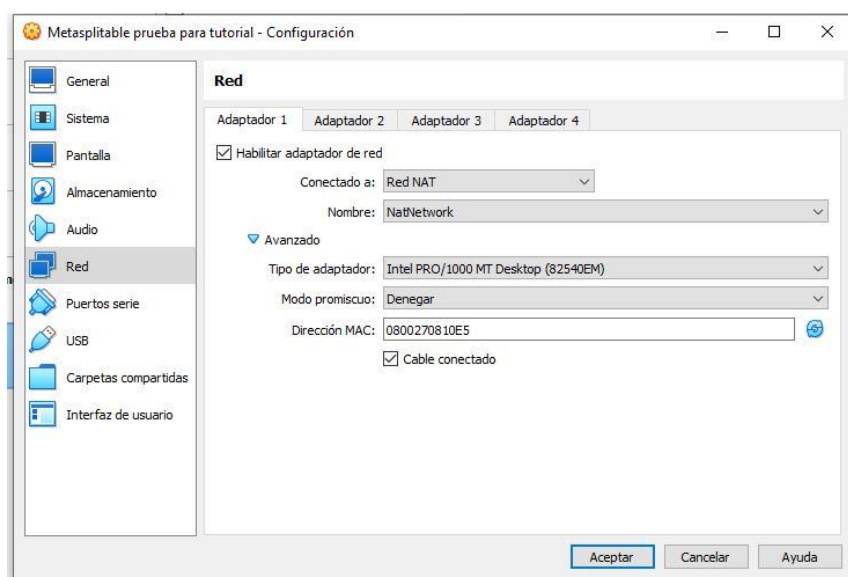 Metasplitable prueba para tutorial - Configuración
General
Sistema
Pantalla
Almacenamiento
Audio
Red
Puertos serie
USB
Carpetas compartidas
Interfaz de usuario
Red
Adaptador 1 Adaptador 2 Adaptador 3 Adaptador 4
Habilitar adaptador de red
Conectado a: Red NAT
Nombre: NatNetwork
Avanzado
Tipo de adaptador: Intel PRO/1000 MT Desktop (82540EM)
Modo promiscuo: Denegar
Dirección MAC: 0800270810E5
Cable conectado
Aceptar Cancelar Ayuda